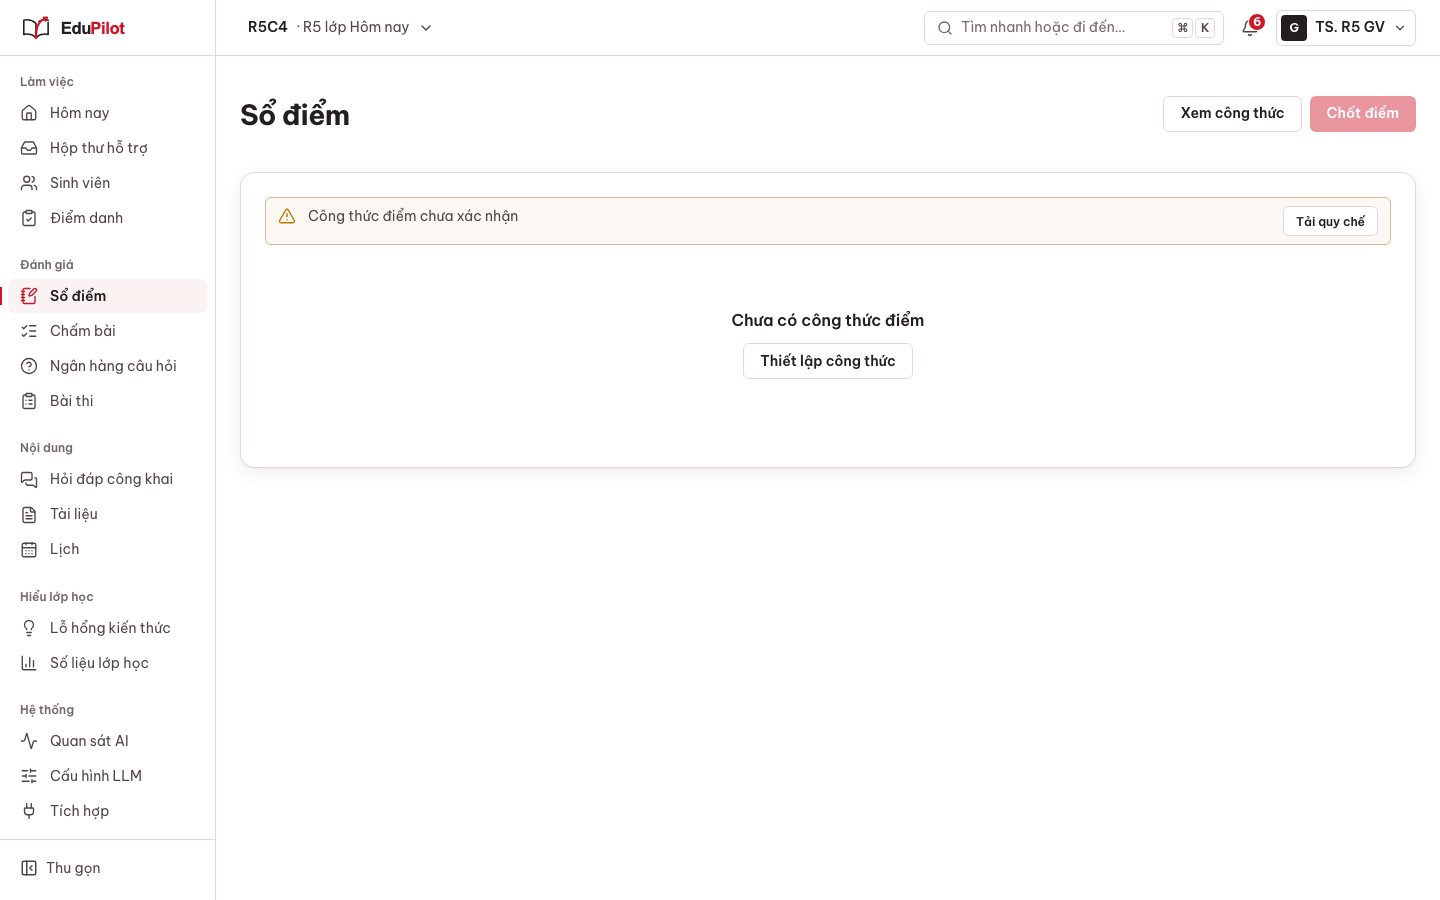 EduPilot
R5C4 · R5 lớp Hôm nay
Tìm nhanh hoặc đi đến...
⌘ K
6
G
TS. R5 GV
Làm việc
Hôm nay
Hộp thư hỗ trợ
Sinh viên
Điểm danh
Đánh giá
Sổ điểm
Chấm bài
Ngân hàng câu hỏi
Bài thi
Nội dung
Hỏi đáp công khai
Tài liệu
Lịch
Hiểu lớp học
Lỗ hổng kiến thức
Số liệu lớp học
Hệ thống
Quan sát AI
Cấu hình LLM
Tích hợp
Thu gọn
Sổ điểm
Xem công thức
Chốt điểm
Công thức điểm chưa xác nhận
Tải quy chế
Chưa có công thức điểm
Thiết lập công thức